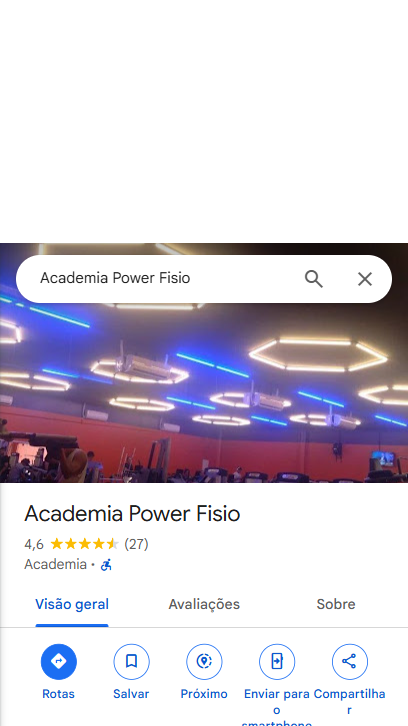 Academia Power Fisio
Academia Power Fisio
4,6 (27)
Academia •
Visão geral Avaliações Sobre
Rotas Salvar Próximo Enviar para o smartphone Compartilhar